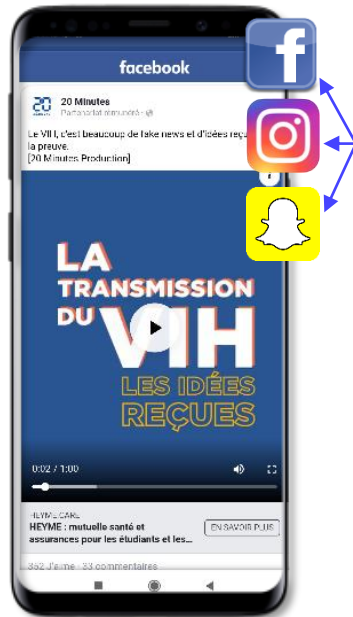 facebook
20 Minutes
Partenariat rémunéré ·
Le VIH, c'est beaucoup de fake news et d'idées reçu
la preuve.
[20 Minutes Production]
LA
TRANSMISSION
DU VIH
LES IDÉES
REÇUES
0:02 / 1:00
HEYME.CARE
HEYME : mutuelle santé et
assurances pour les étudiants et les...
EN SAVOIR PLUS
352 J'aime · 33 commentaires